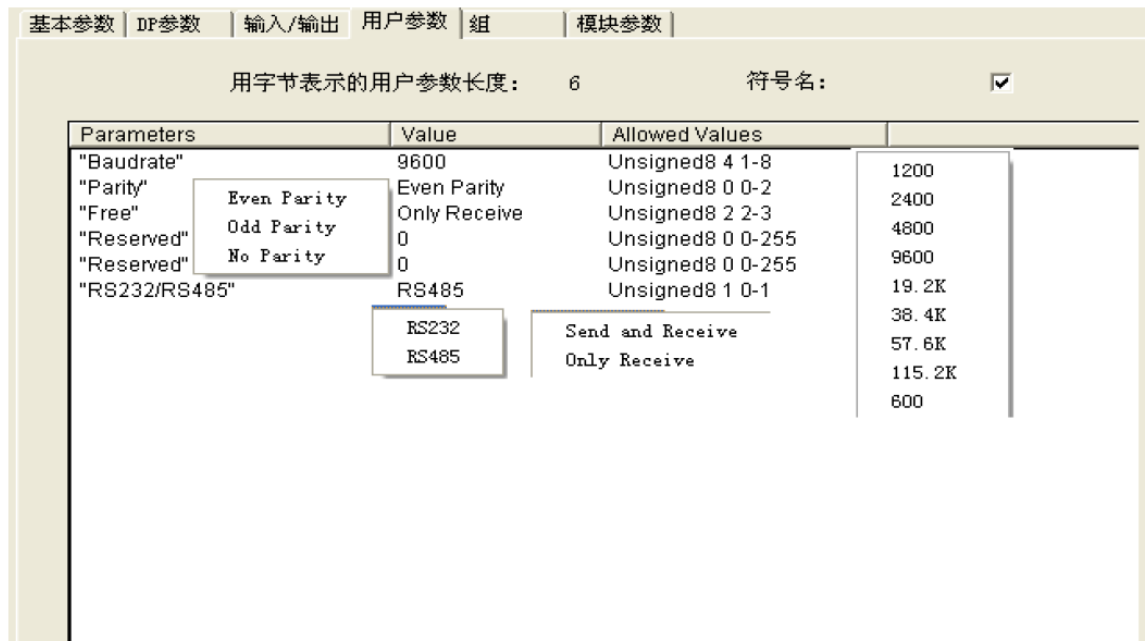 基本参数 DP参数 输入/输出 用户参数 组 模块参数
用字节表示的用户参数长度: 6 符号名:
Parameters Value Allowed Values
"Baudrate" 9600 Unsigned8 4 1-8
"Parity" Even Parity Unsigned8 0 0-2
"Free" Only Receive Unsigned8 2 2-3
"Reserved" 0 Unsigned8 0 0-255
"Reserved" 0 Unsigned8 0 0-255
"RS232/RS485" RS485 Unsigned8 1 0-1
Even Parity
Odd Parity
No Parity
RS232
RS485
Send and Receive
Only Receive
1200
2400
4800
9600
19.2K
38.4K
57.6K
115.2K
600